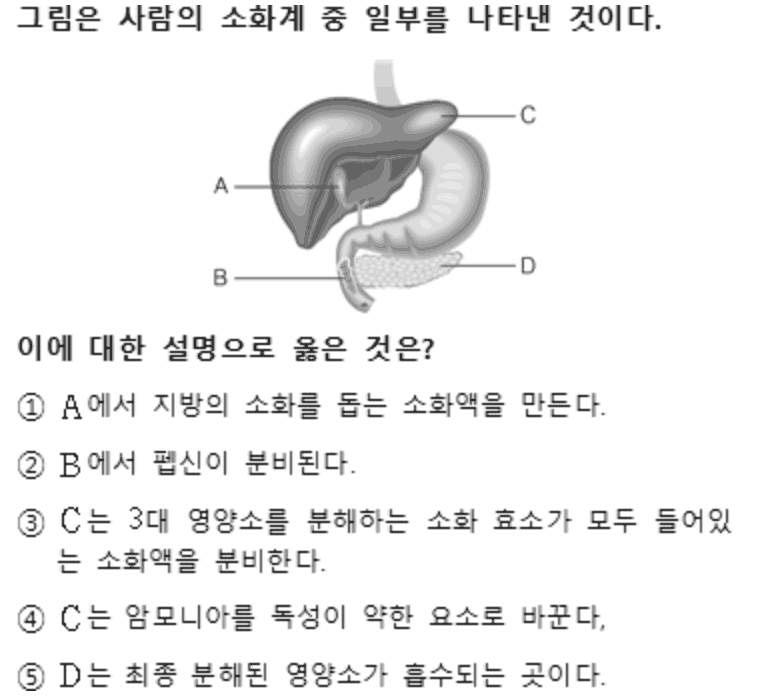 그림은 사람의 소화계 중 일부를 나타낸 것이다.
C
A
D
B
이에 대한 설명으로 옳은 것은?
① A에서 지방의 소화를 돕는 소화액을 만든다.
② B에서 펩신이 분비된다.
③ C는 3대 영양소를 분해하는 소화 효소가 모두 들어있
는 소화액을 분비한다.
④ C는 암모니아를 독성이 약한 요소로 바꾼다,
⑤ D는 최종 분해된 영양소가 흡수되는 곳이다.